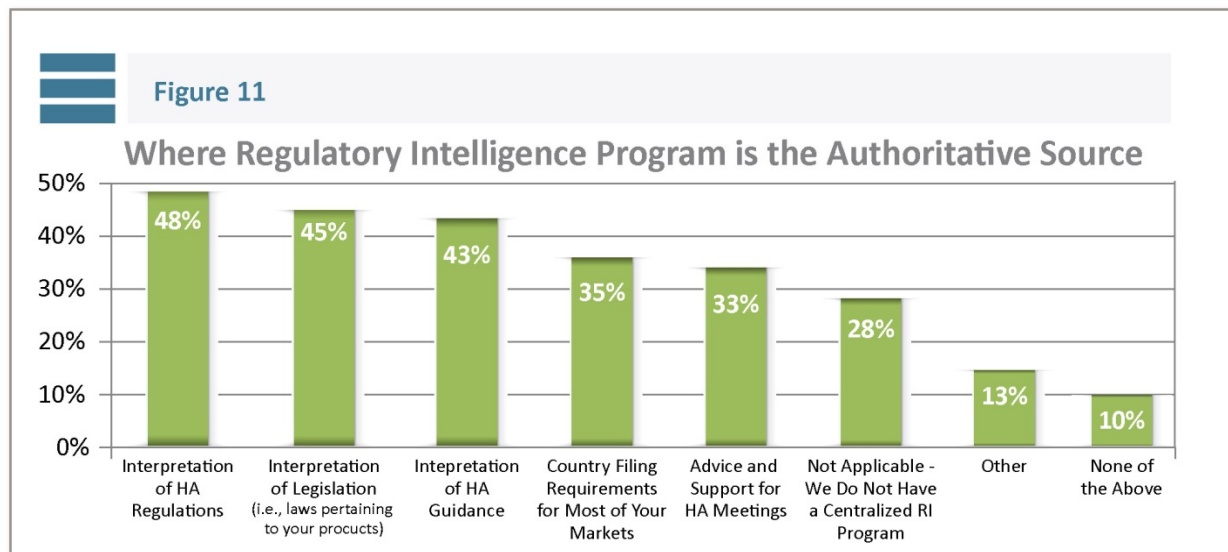 Figure 11
Where Regulatory Intelligence Program is the Authoritative Source
50%
40%
30%
20%
10%
0%
48%
45%
43%
35%
33%
28%
13%
10%
Interpretation
of HA
Regulations
Interpretation
of Legislation
(i.e., laws pertaining
to your procucts)
Intepretation
of HA
Guidance
Country Filing
Requirements
for Most of Your
Markets
Advice and
Support for
HA Meetings
Not Applicable -
We Do Not Have
a Centralized RI
Program
Other
None of
the Above